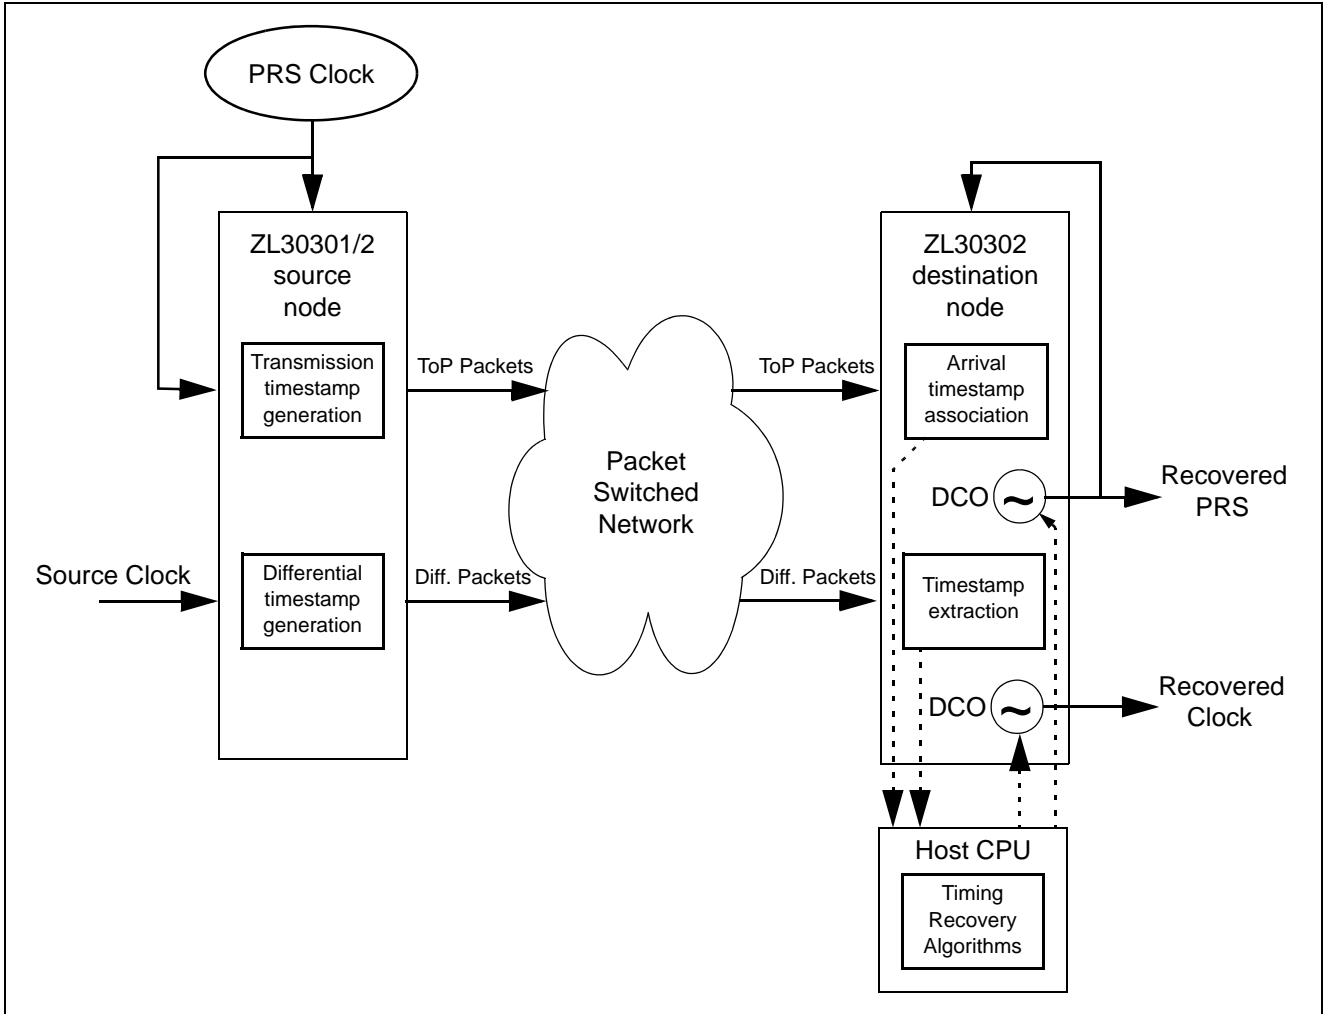 PRS Clock
ZL30301/2
source
node
Transmission
timestamp
generation
ToP Packets
Source Clock
Differential
timestamp
generation
Diff. Packets
Packet
Switched
Network
ToP Packets
Diff. Packets
ZL30302
destination
node
Arrival
timestamp
association
DCO
~
Recovered
PRS
Timestamp
extraction
DCO
~
Recovered
Clock
Host CPU
Timing
Recovery
Algorithms